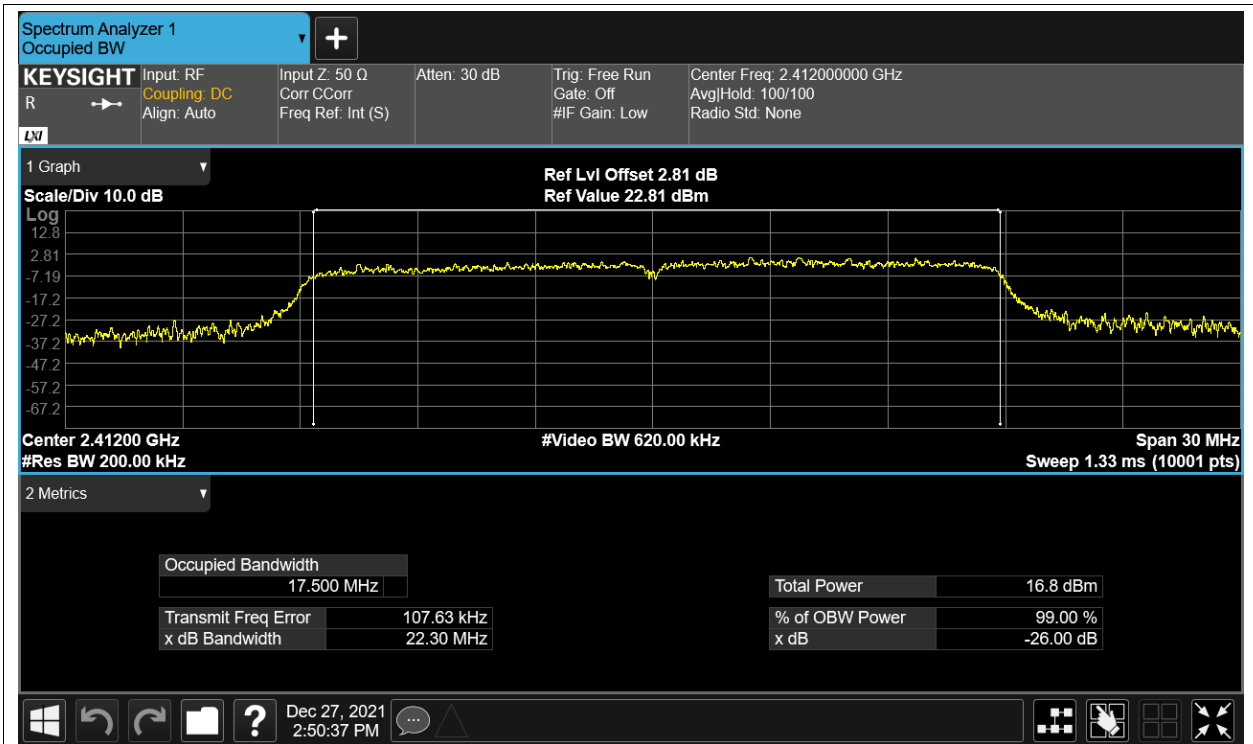 Spectrum Analyzer 1
Occupied BW
KEYSIGHT
R
LXI
Input: RF
Coupling: DC
Align: Auto
Input Z: 50 Ω
Corr CCorr
Freq Ref: Int (S)
Atten: 30 dB
Trig: Free Run
Gate: Off
#IF Gain: Low
Center Freq: 2.412000000 GHz
Avg|Hold: 100/100
Radio Std: None
1 Graph
Scale/Div 10.0 dB
Ref Lvl Offset 2.81 dB
Ref Value 22.81 dBm
Log
12.8
2.81
-7.19
-17.2
-27.2
-37.2
-47.2
-57.2
-67.2
Center 2.41200 GHz
#Video BW 620.00 kHz
Span 30 MHz
#Res BW 200.00 kHz
Sweep 1.33 ms (10001 pts)
2 Metrics
Occupied Bandwidth
17.500 MHz
Total Power 16.8 dBm
Transmit Freq Error 107.63 kHz
% of OBW Power 99.00 %
x dB Bandwidth 22.30 MHz
x dB -26.00 dB
?
Dec 27, 2021
2:50:37 PM